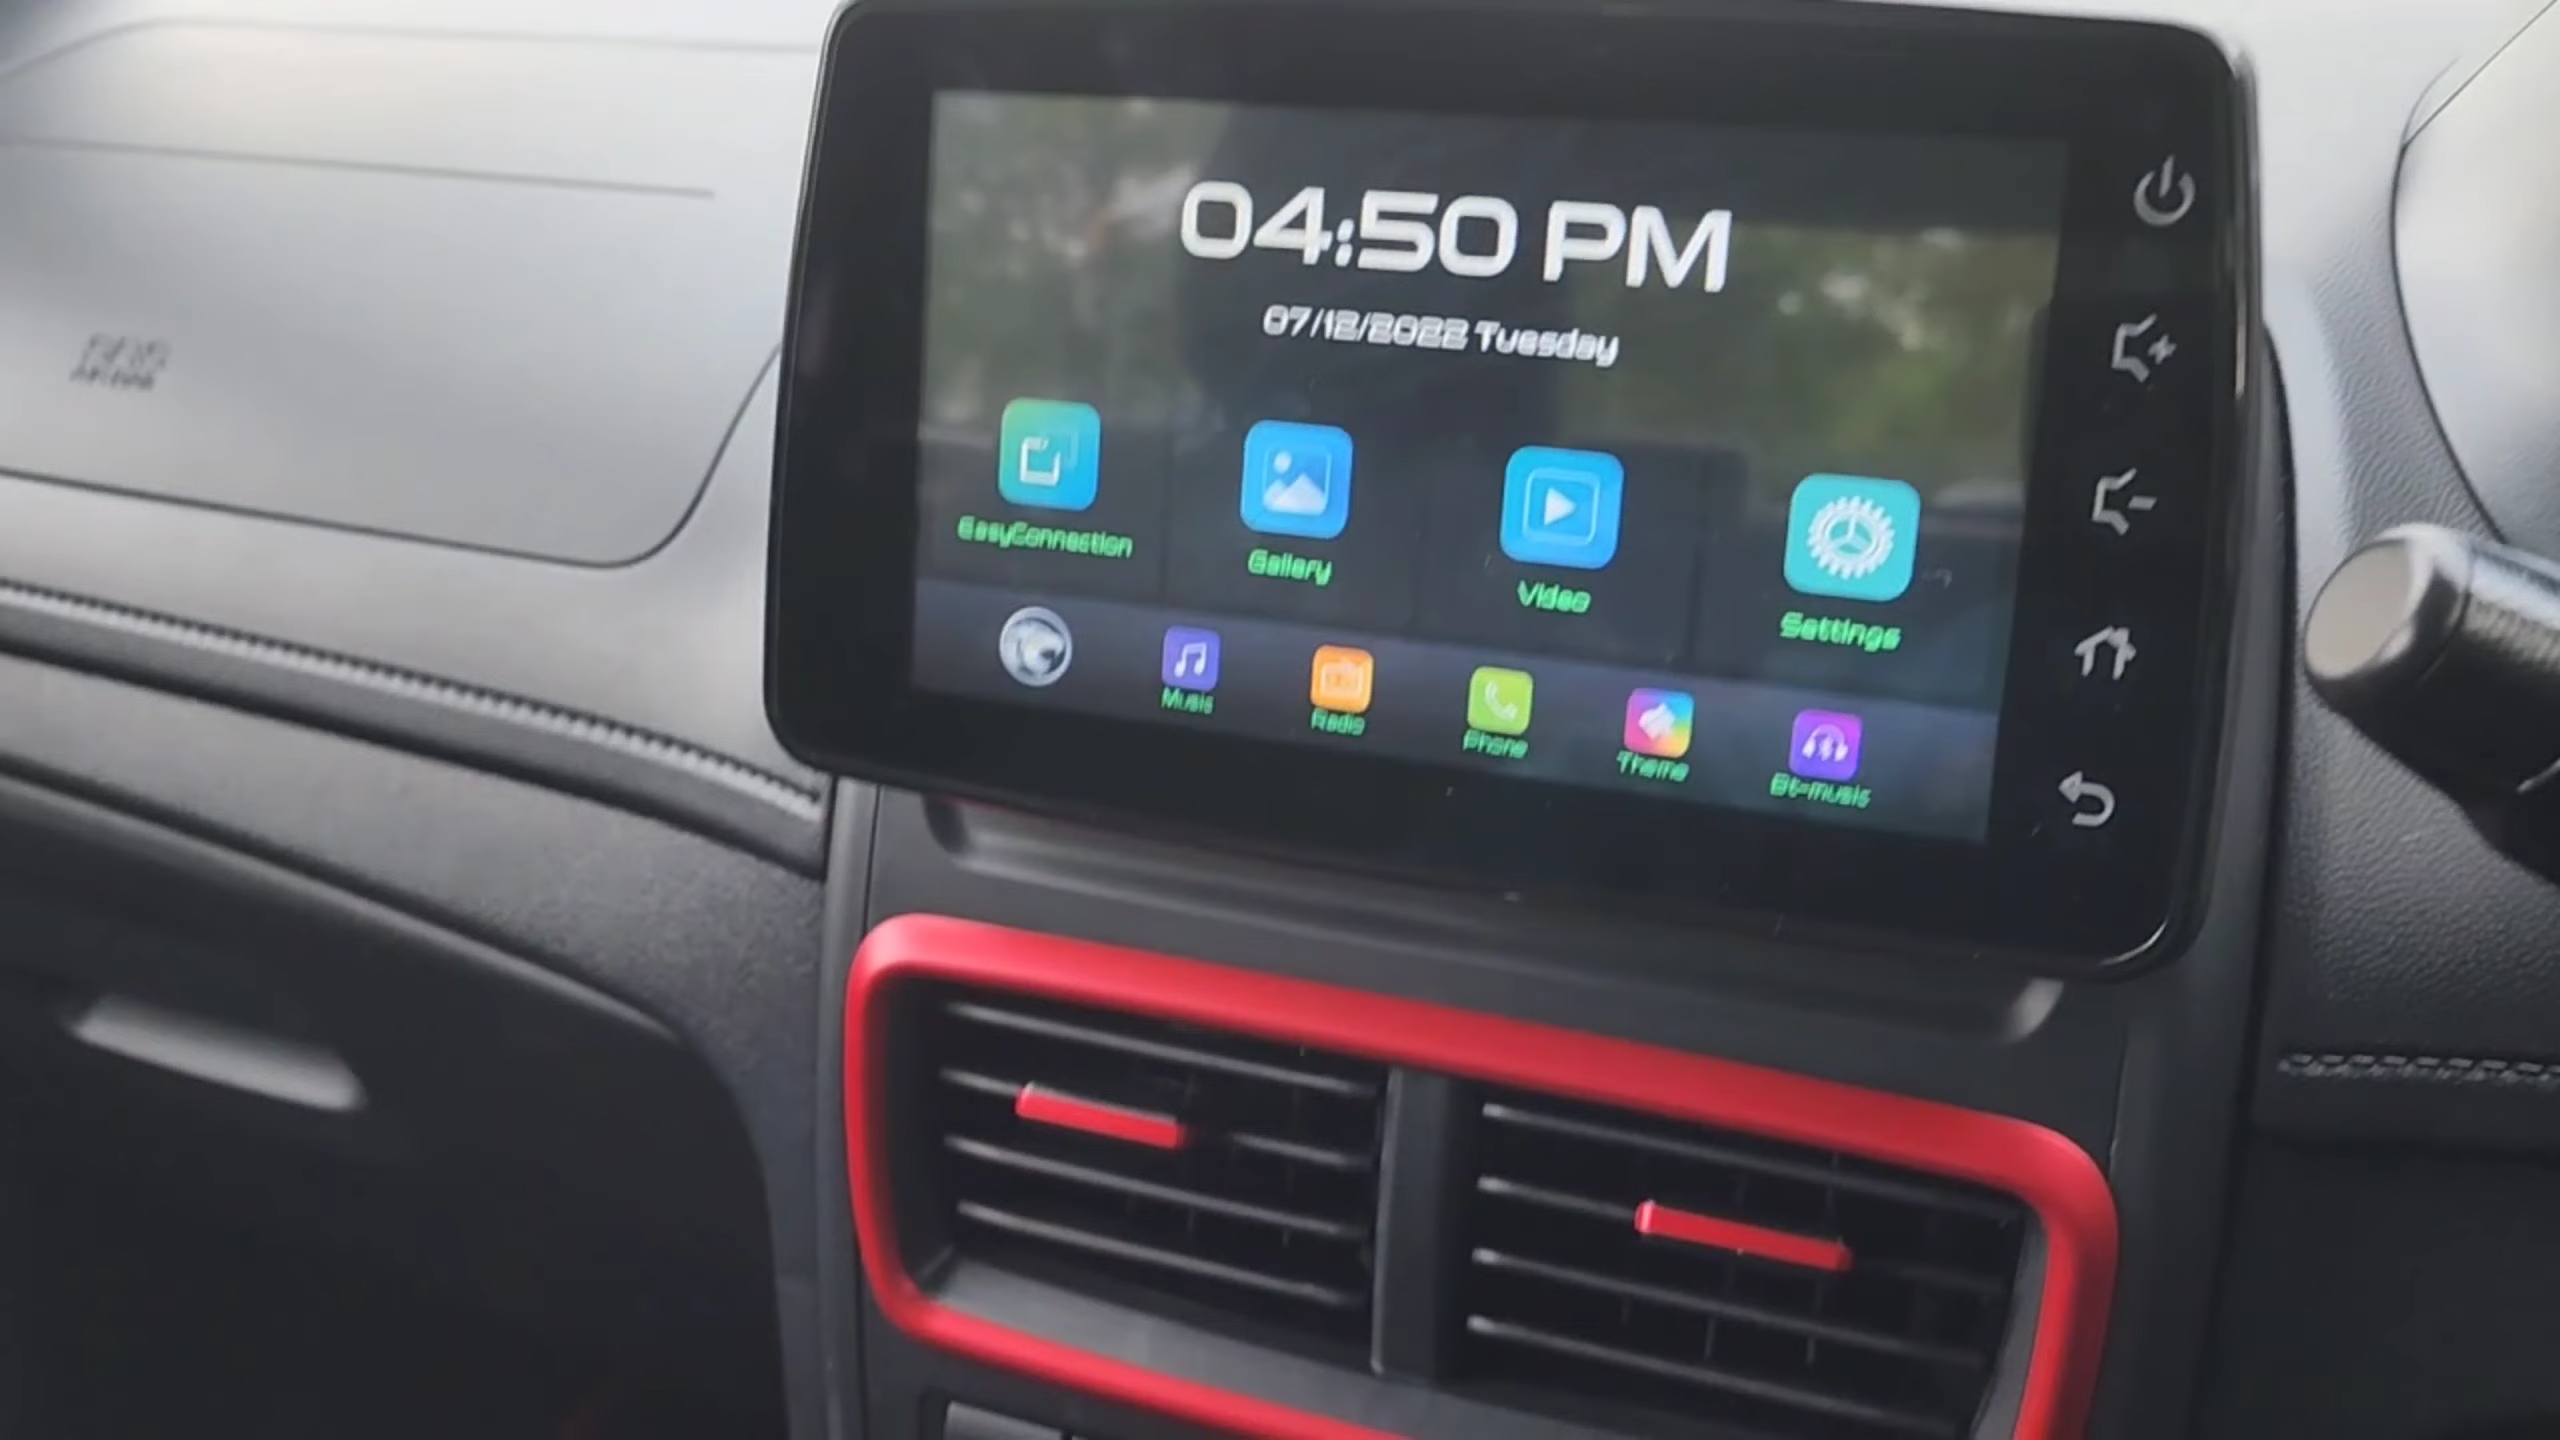 04:50 PM
07/12/2022 Tuesday
EasyConnection
Gallery
Video
Settings
Music
Radio
Phone
Theme
Bt-music